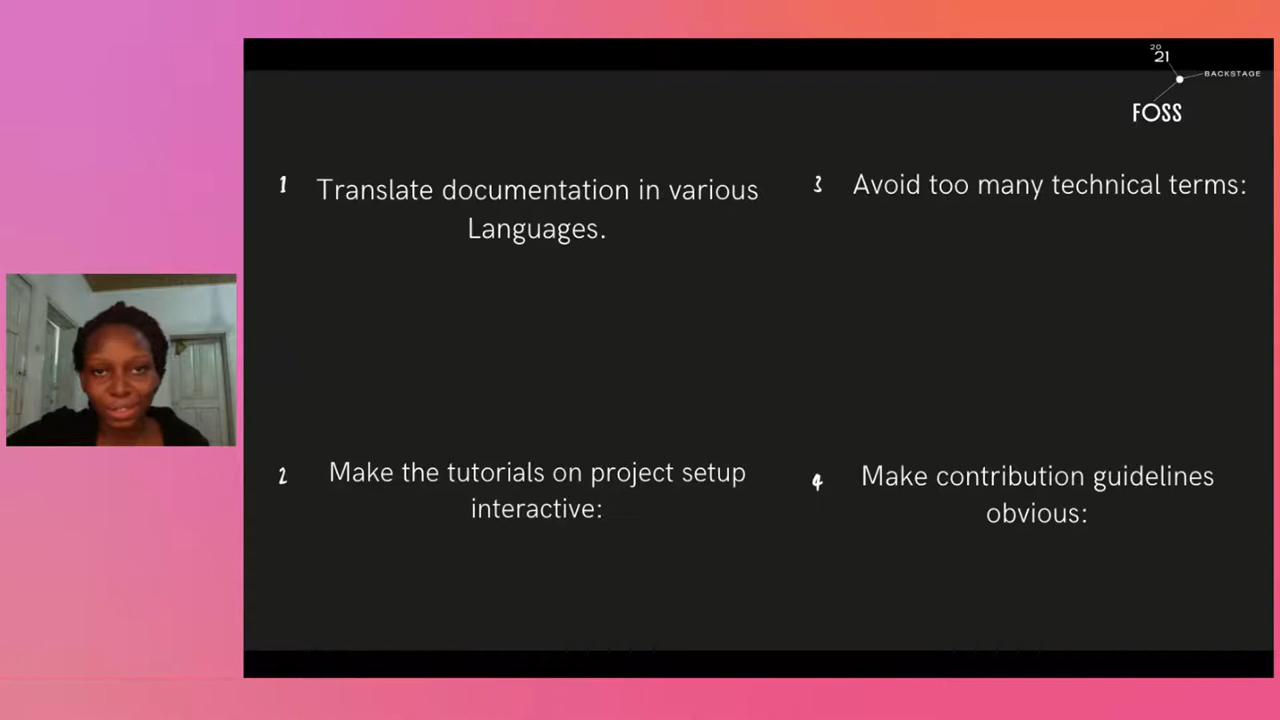 20
21
BACKSTAGE
FOSS
1
Translate documentation in various
Languages.
2
Make the tutorials on project setup
interactive:
3
Avoid too many technical terms:
4
Make contribution guidelines
obvious: